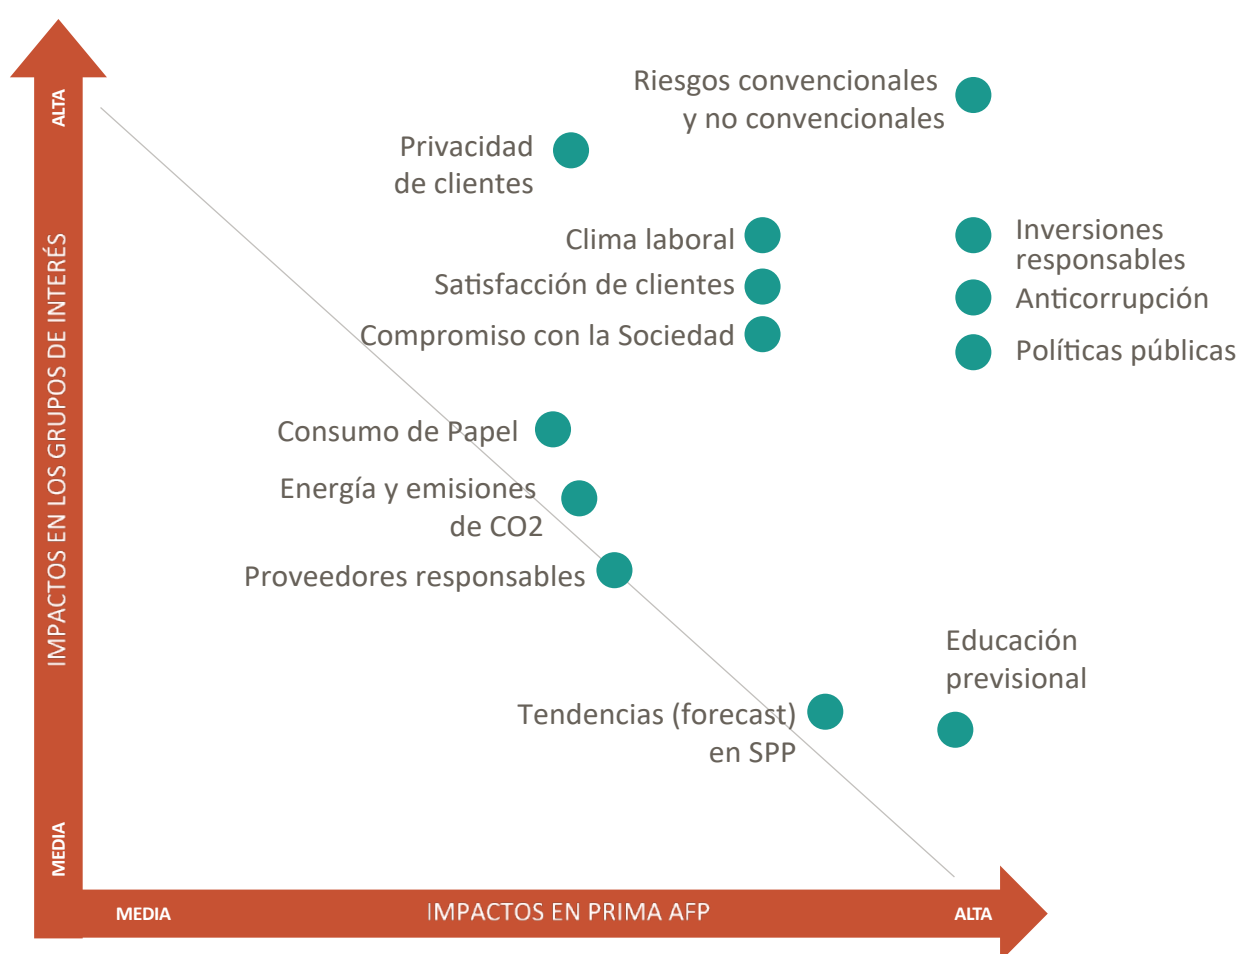 ALTA
IMPACTOS EN LOS GRUPOS DE INTERÉS
MEDIA
Riesgos convencionales
y no convencionales
Privacidad
de clientes
Clima laboral
Satisfacción de clientes
Compromiso con la Sociedad
Inversiones
responsables
Anticorrupción
Políticas públicas
Consumo de Papel
Energía y emisiones
de CO2
Proveedores responsables
Educación
previsional
Tendencias (forecast)
en SPP
MEDIA
IMPACTOS EN PRIMA AFP
ALTA